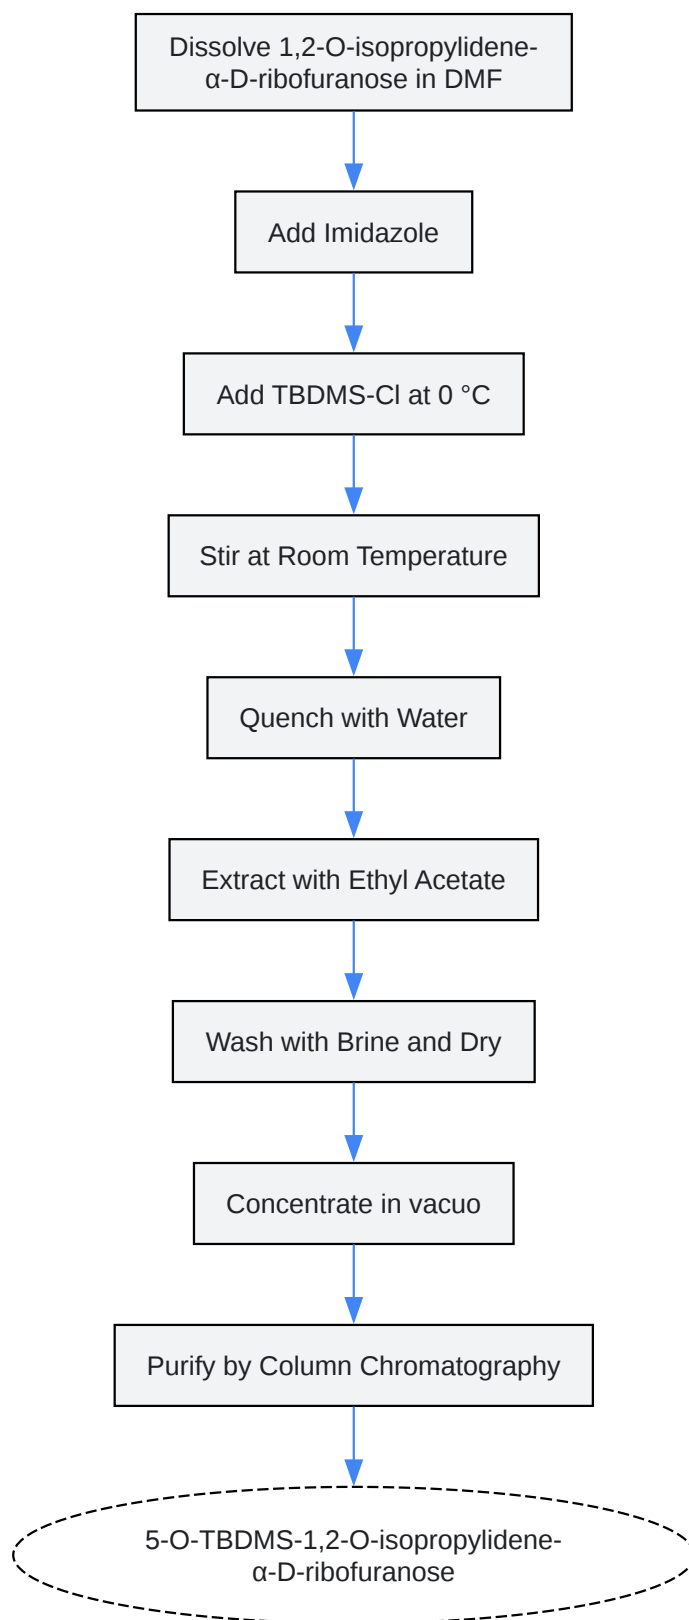 Dissolve 1,2-O-isopropylidene-
α-D-ribofuranose in DMF
Add Imidazole
Add TBDMS-Cl at 0 °C
Stir at Room Temperature
Quench with Water
Extract with Ethyl Acetate
Wash with Brine and Dry
Concentrate in vacuo
Purify by Column Chromatography
5-O-TBDMS-1,2-O-isopropylidene-
α-D-ribofuranose